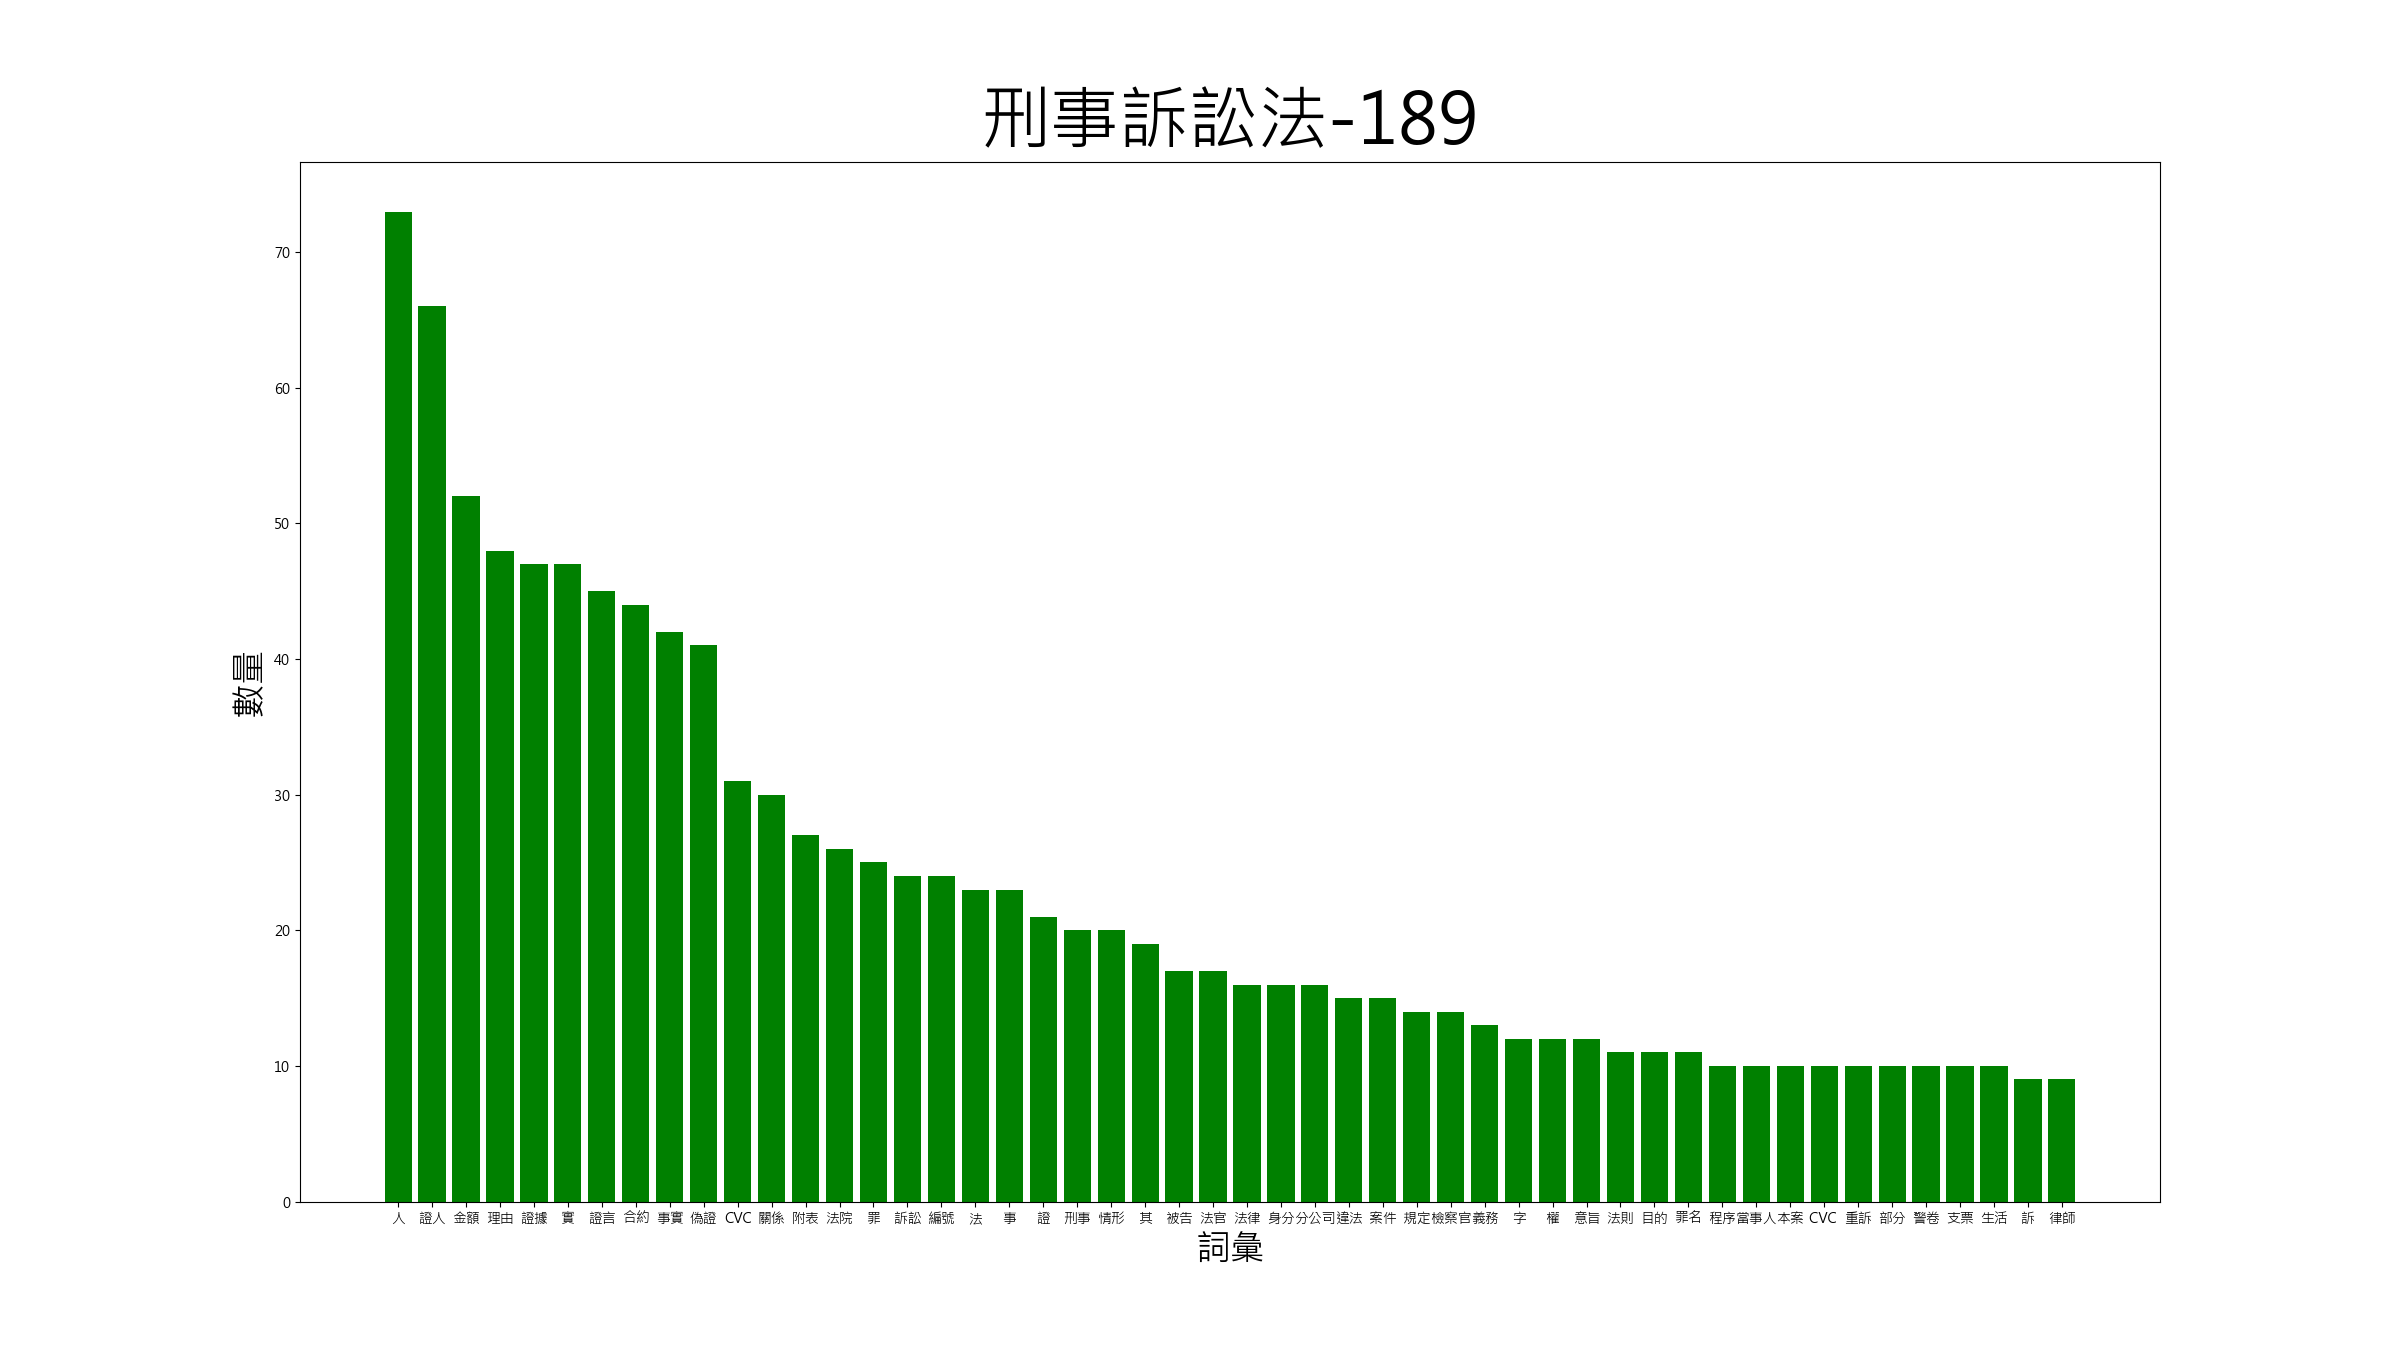 刑事訴訟法-189
70
60
50
40
30
20
10
0
數量
人 證人 金額 理由 證據 實 證言 合約 事實 偽證 CVC 關係 附表 法院 罪 訴訟 編號 法 事 證 刑事 情形 其 被告 法官 法律 身分 分公司 違法 案件 規定 檢察官 義務 字 權 意旨 法則 目的 罪名 程序 當事人 本案 CVC 重訴 部分 警卷 支票 生活 訴 律師
詞彙